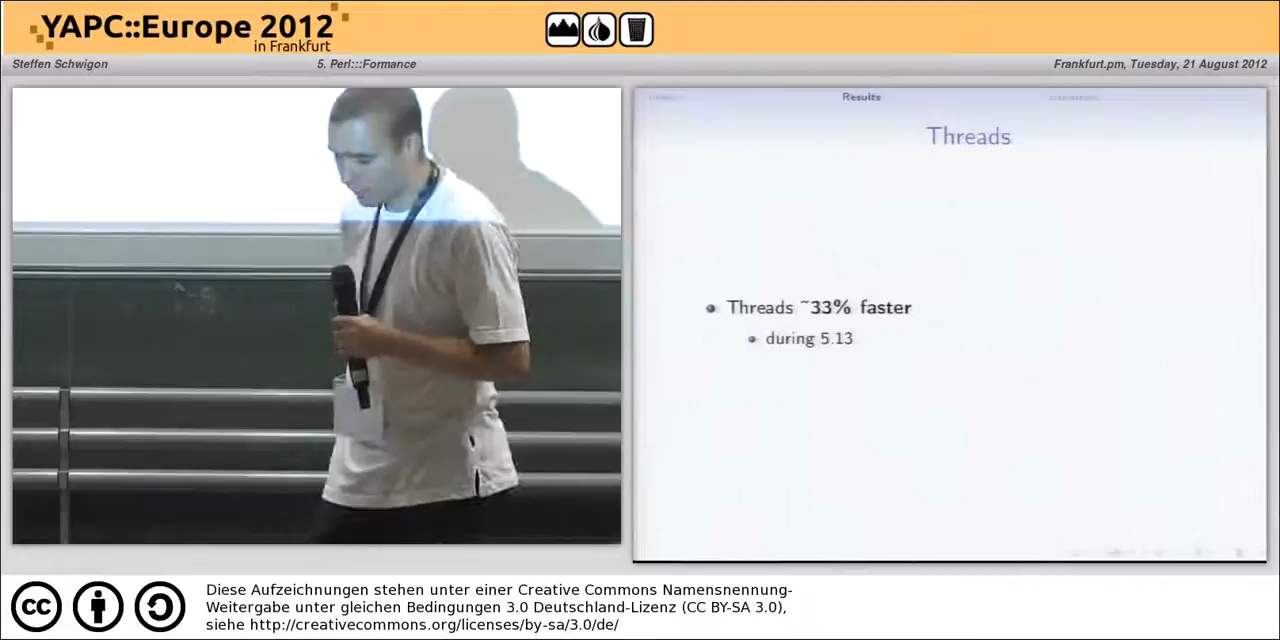 YAPC::Europe 2012
in Frankfurt
Steffen Schwigon
5. Perl:::Formance
Frankfurt.pm, Tuesday, 21 August 2012
Results
Threads
Threads ~33% faster
during 5.13
cc
Diese Aufzeichnungen stehen unter einer Creative Commons Namensnennung-
Weitergabe unter gleichen Bedingungen 3.0 Deutschland-Lizenz (CC BY-SA 3.0),
siehe http://creativecommons.org/licenses/by-sa/3.0/de/